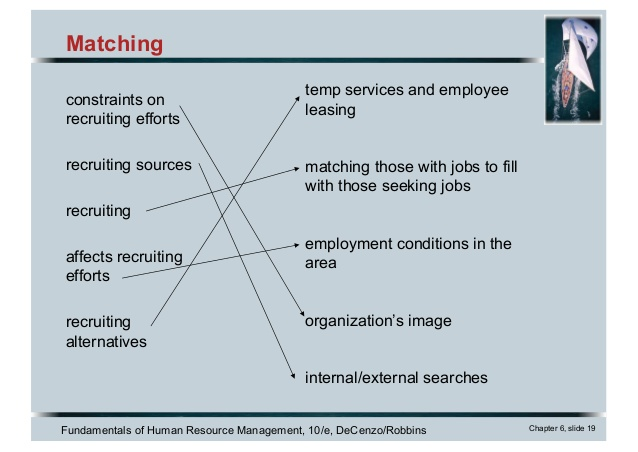 Matching
constraints on
recruiting efforts
recruiting sources
recruiting
affects recruiting
efforts
recruiting
alternatives
temp services and employee
leasing
matching those with jobs to fill
with those seeking jobs
employment conditions in the
area
organization’s image
internal/external searches
Fundamentals of Human Resource Management, 10/e, DeCenzo/Robbins
Chapter 6, slide 19